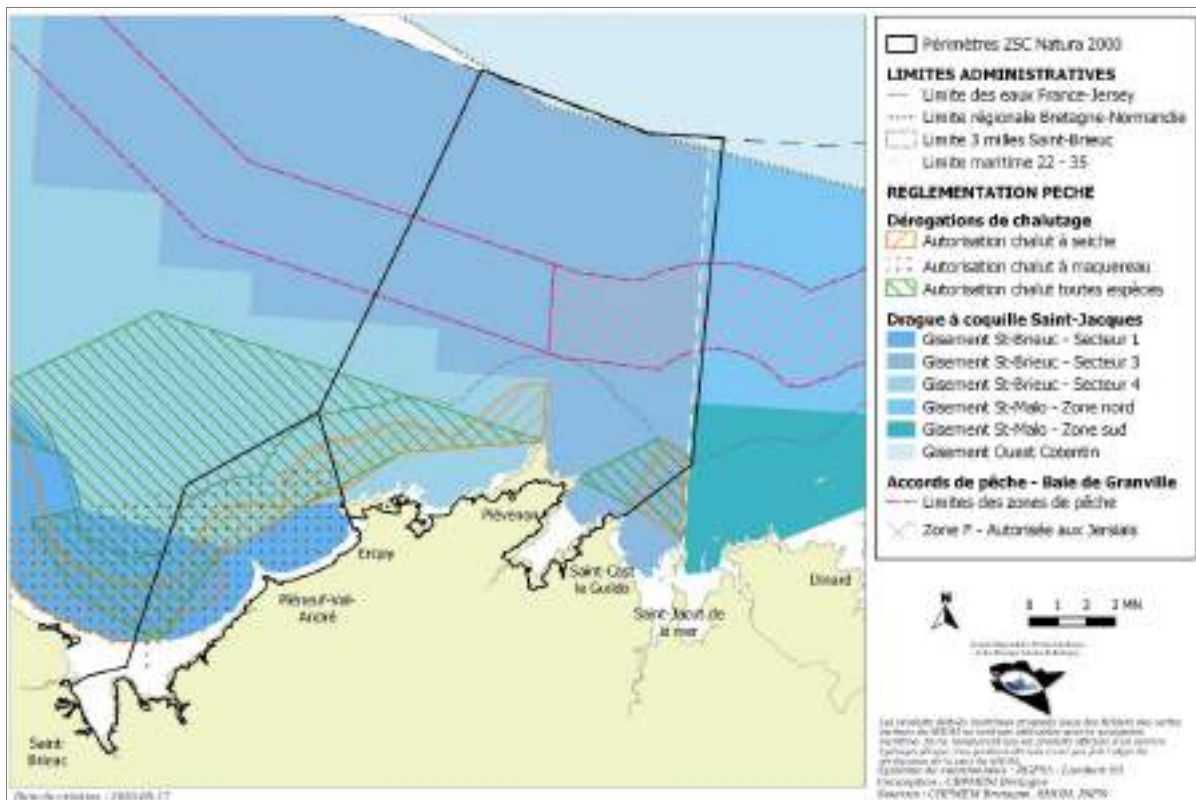 Périmètres ZSC Natura 2000
LIMITES ADMINISTRATIVES
Limite des eaux France-Jersey
Limite régionale Bretagne-Normandie
Limite 3 milles Saint-Brieuc
Limite maritime 22 - 35
REGLEMENTATION PECHE
Dérogations de chalutage
Autorisation chalut à seiche
Autorisation chalut à maquereau
Autorisation chalut toutes espèces
Drague à coquille Saint-Jacques
Gisement St-Brieuc - Secteur 1
Gisement St-Brieuc - Secteur 3
Gisement St-Brieuc - Secteur 4
Gisement St-Malo - Zone nord
Gisement St-Malo - Zone sud
Gisement Ouest Cotentin
Accords de pêche - Baie de Granville
Limites des zones de pêche
Zone F - Autorisée aux Jersiais
Plévenon
Erquy
Saint-Cast
le Guildo
Dinard
Pléneuf-Val-
André
Saint-Jacut de
la mer
Saint-
Brieuc
N
0 1 2 3 MN
Conception : CRPMEM Bretagne